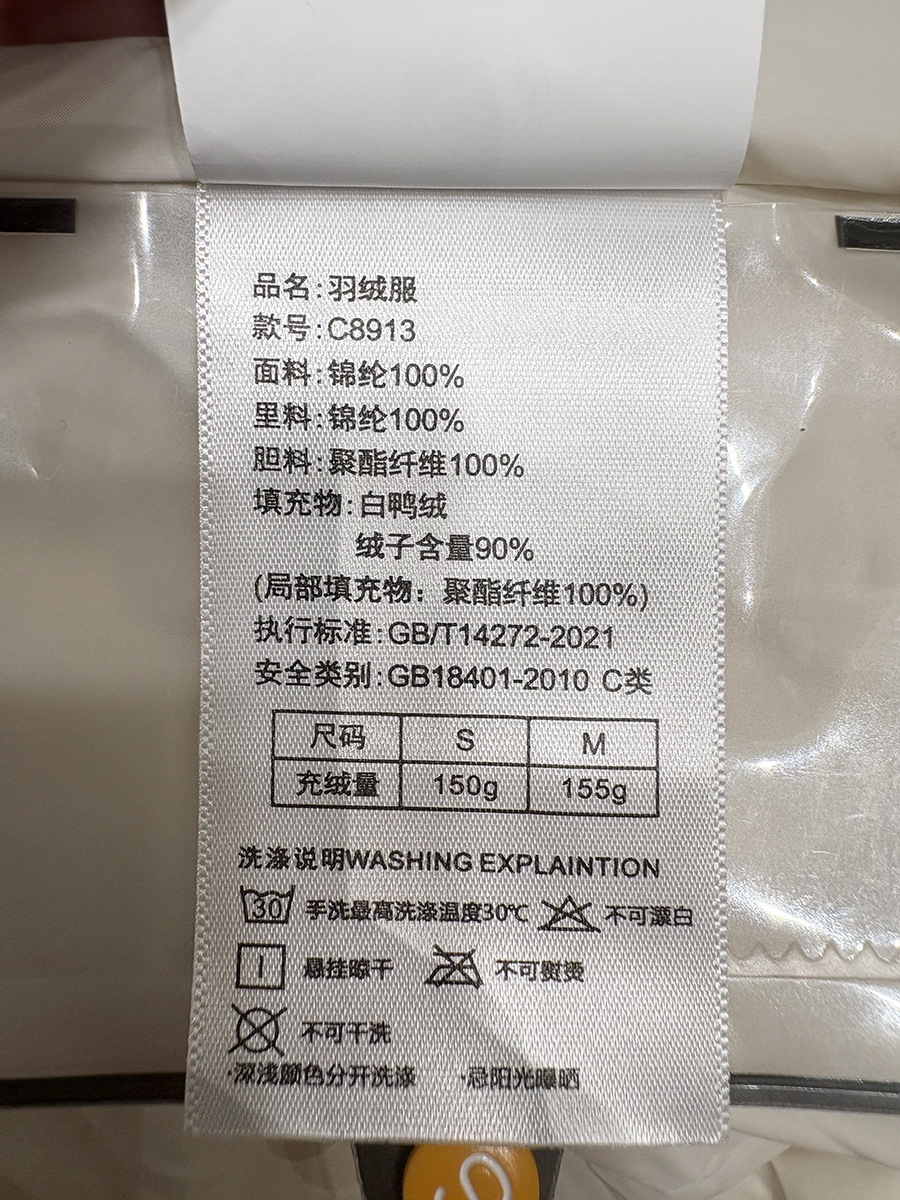 品名:羽绒服
款号:C8913
面料:锦纶100%
里料:锦纶100%
胆料:聚酯纤维100%
填充物:白鸭绒
绒子含量90%
(局部填充物：聚酯纤维100%)
执行标准:GB/T14272-2021
安全类别:GB18401-2010 C类
尺码 S M
充绒量 150g 155g
洗涤说明WASHING EXPLAINTION
30 手洗最高洗涤温度30℃ 不可漂白
悬挂晾干 不可熨烫
不可干洗
·深浅颜色分开洗涤 ·忌阳光曝晒
S